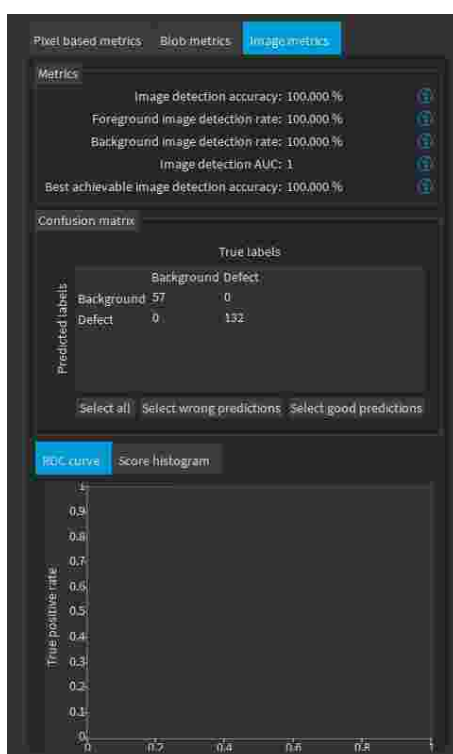 Pixel based metrics Blob metrics Image metrics
Metrics
Image detection accuracy: 100.000 %
Foreground image detection rate: 100.000 %
Background image detection rate: 100.000 %
Image detection AUC: 1
Best achievable image detection accuracy: 100.000 %
Confusion matrix
True labels
Background Defect
Predicted labels
Background 57 0
Defect 0 132
Select all Select wrong predictions Select good predictions
ROC curve Score histogram
True positive rate
1
0.9
0.8
0.7
0.6
0.5
0.4
0.3
0.2
0.1
0
0 0.2 0.4 0.6 0.8 1